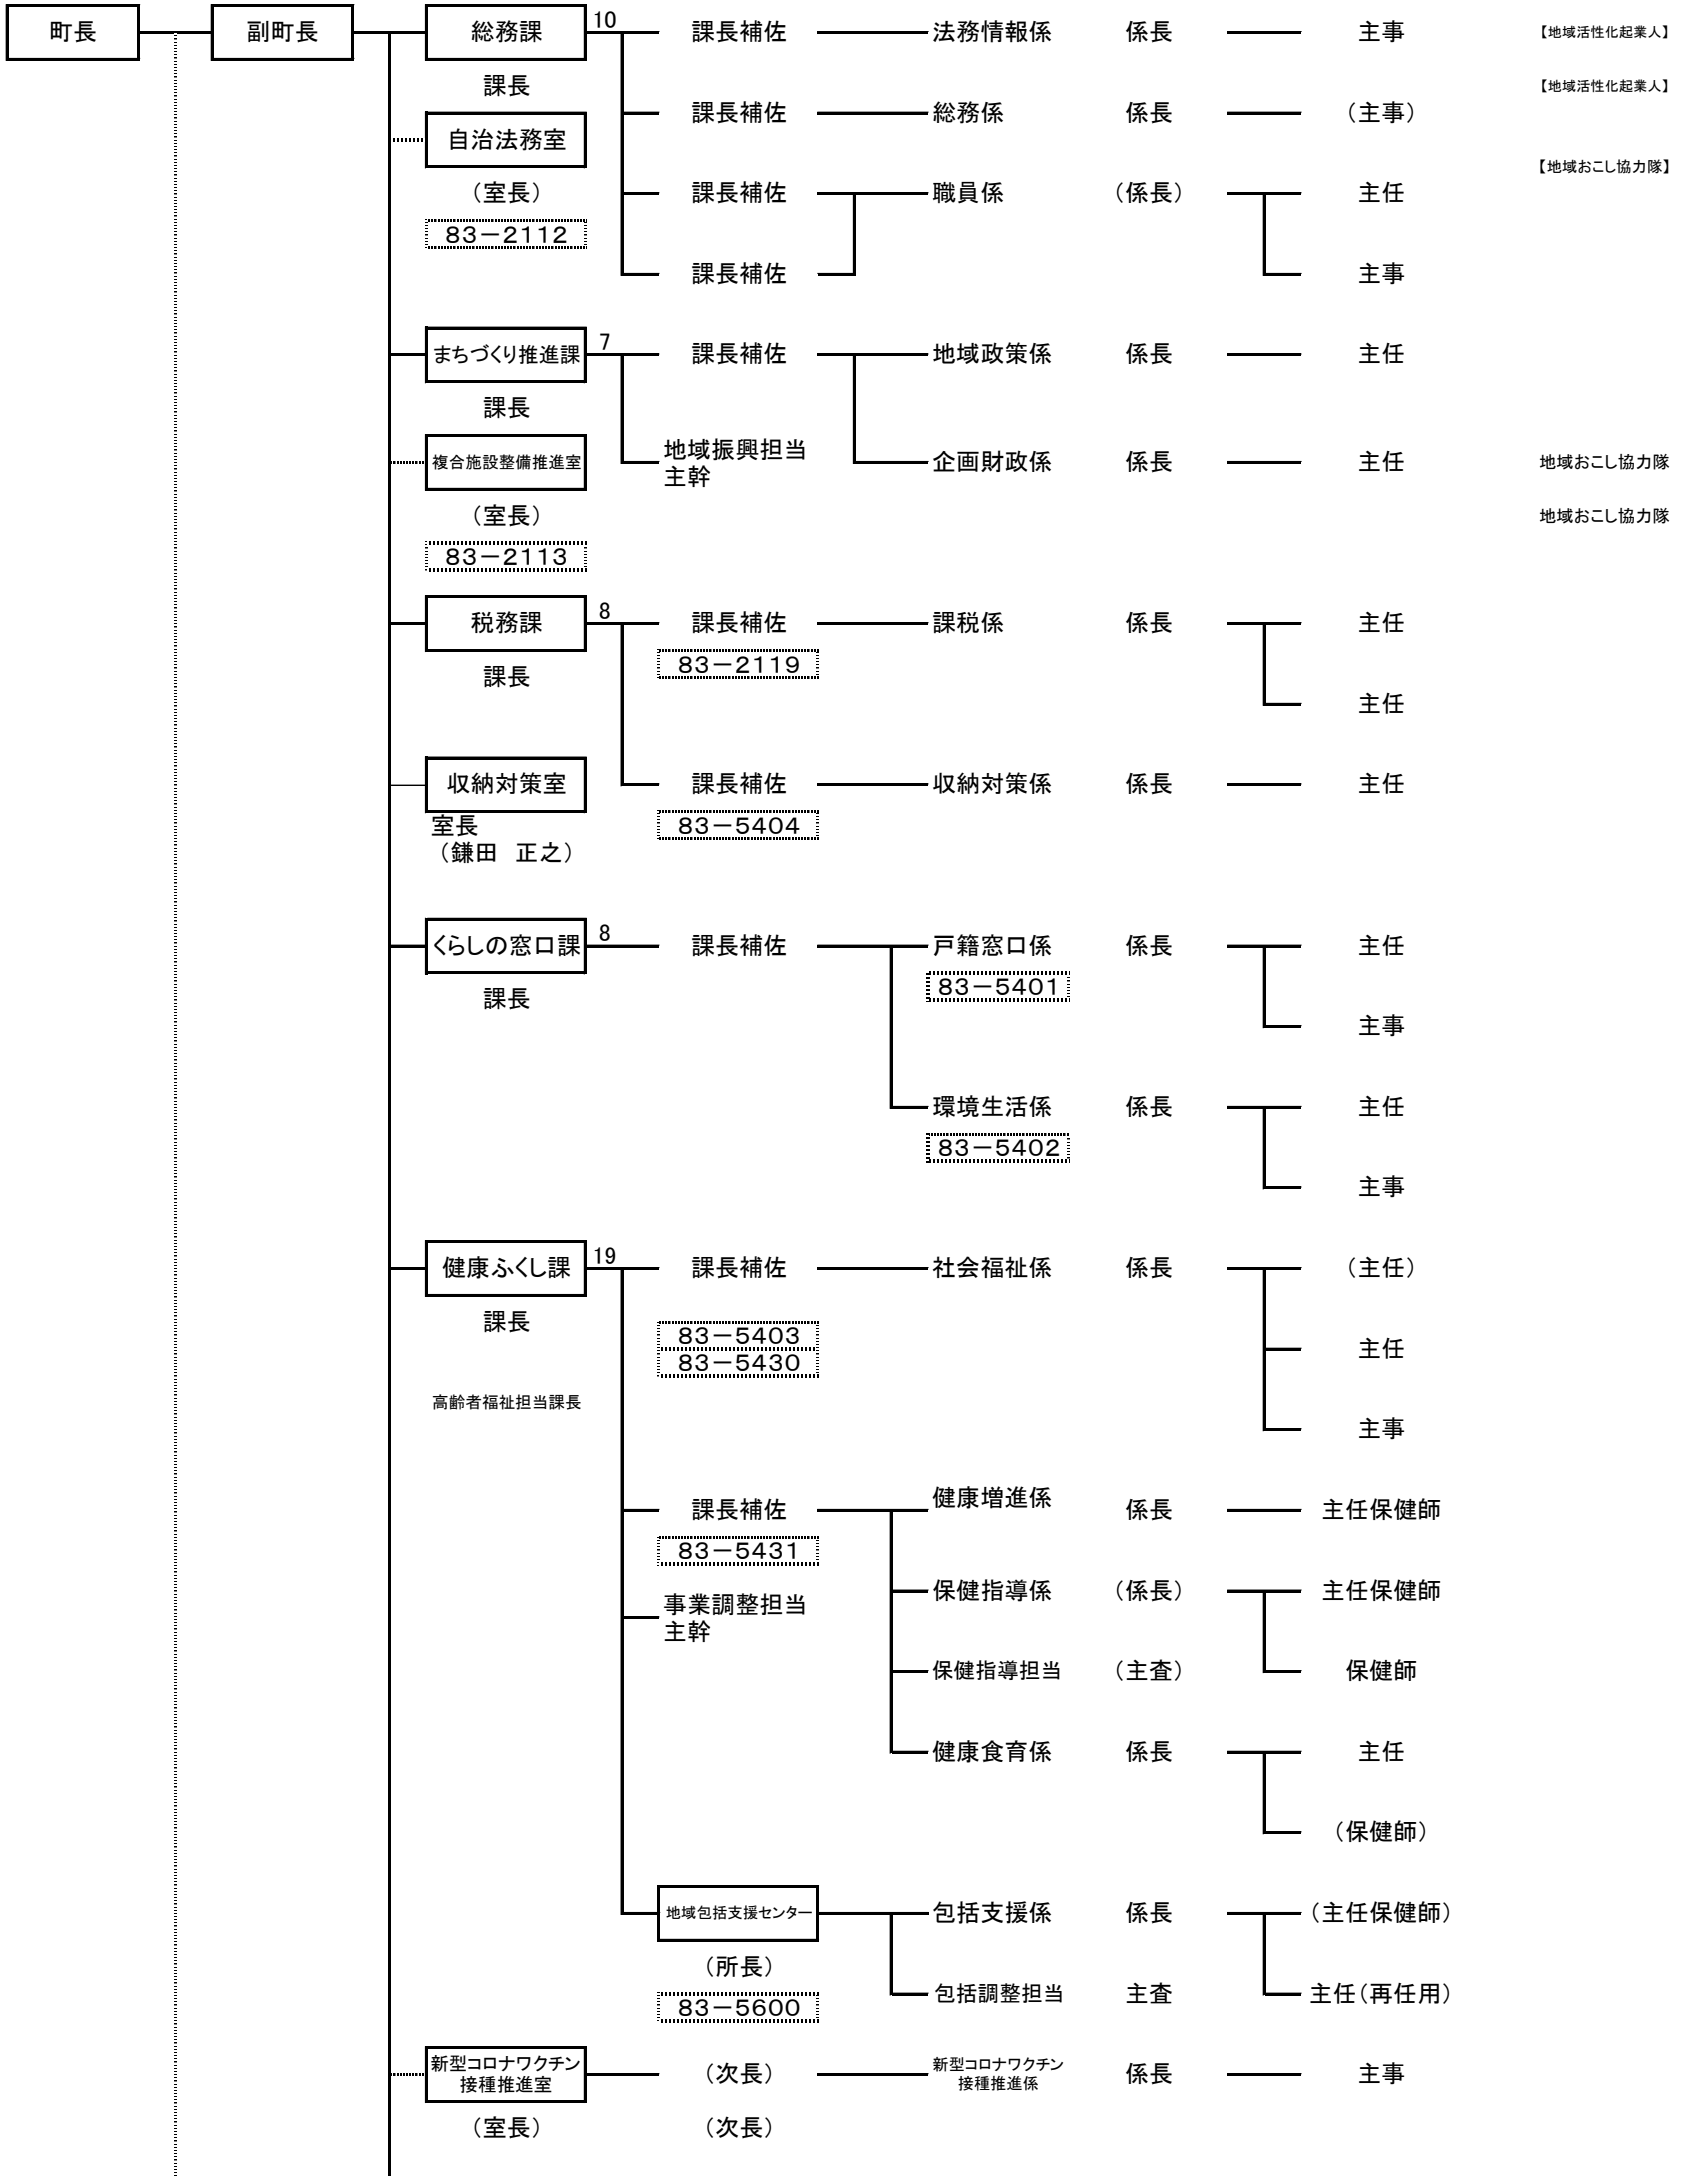 町長 副町長 総務課 10 課長補佐 法務情報係 係長 主事 【地域活性化起業人】
課長 【地域活性化起業人】
課長補佐 総務係 係長 （主事）
自治法務室 【地域おこし協力隊】
（室長） 課長補佐 職員係 （係長） 主任
83－2112
課長補佐 主事
まちづくり推進課 7 課長補佐 地域政策係 係長 主任
課長
複合施設整備推進室 地域振興担当 企画財政係 係長 主任 地域おこし協力隊
主幹
（室長） 地域おこし協力隊
83－2113
税務課 8 課長補佐 課税係 係長 主任
課長 83－2119
主任
収納対策室 課長補佐 収納対策係 係長 主任
室長 83－5404
（鎌田　正之）
くらしの窓口課 8 課長補佐 戸籍窓口係 係長 主任
課長 83－5401
主事
環境生活係 係長 主任
83－5402
主事
健康ふくし課 19 課長補佐 社会福祉係 係長 （主任）
課長 83－5403
83－5430 主任
高齢者福祉担当課長
主事
課長補佐 健康増進係 係長 主任保健師
83－5431
事業調整担当 保健指導係 （係長） 主任保健師
主幹
保健指導担当 （主査） 保健師
健康食育係 係長 主任
（保健師）
地域包括支援センター 包括支援係 係長 （主任保健師）
（所長）
83－5600 包括調整担当 主査 主任（再任用）
新型コロナワクチン （次長） 新型コロナワクチン 係長 主事
接種推進室 接種推進係
（室長） （次長）